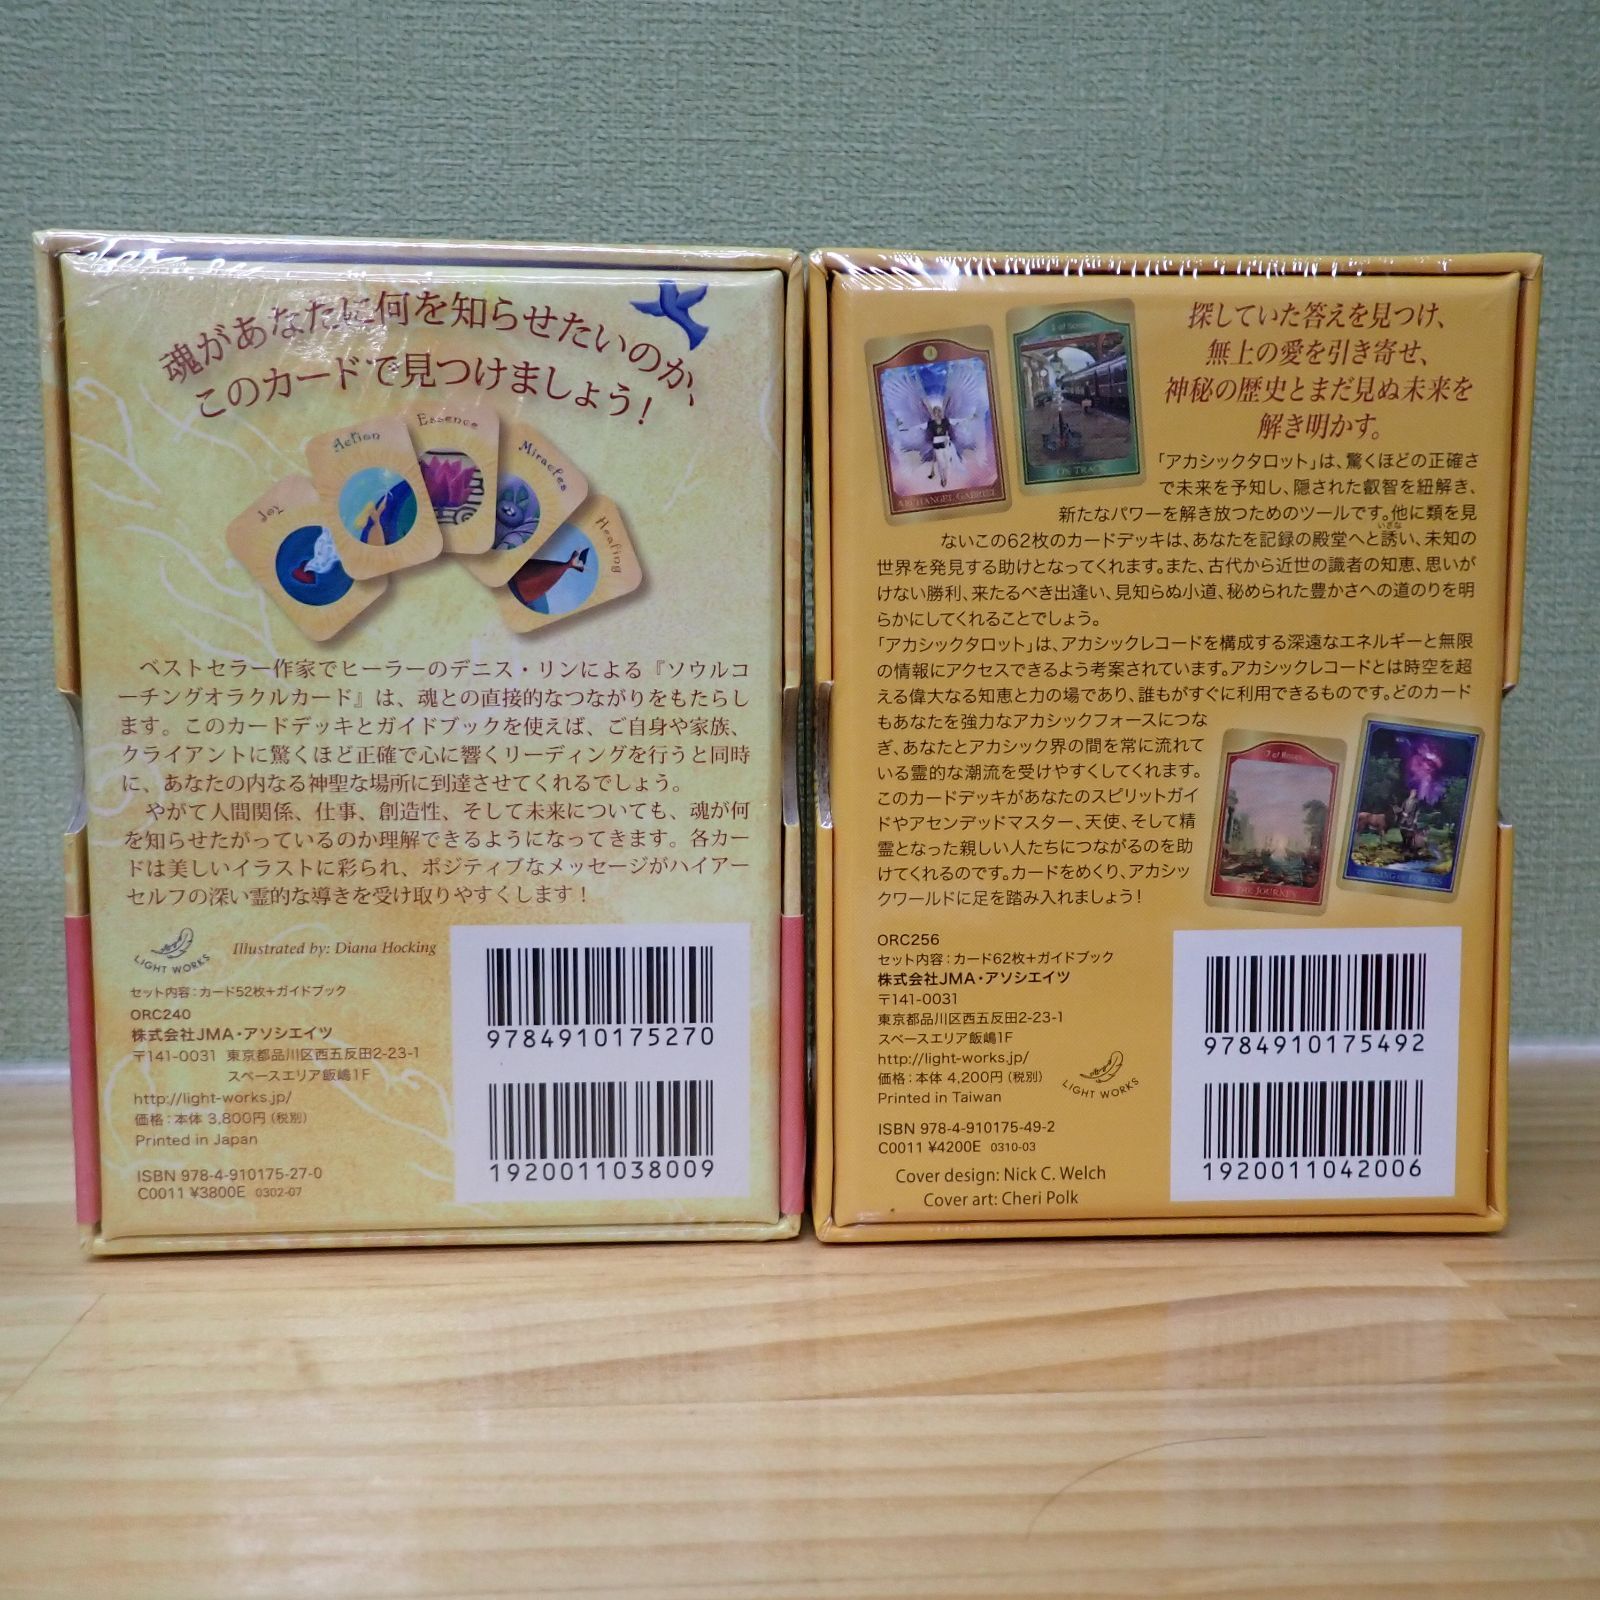 魂があなたに何を知らせたいのか、
このカードで見つけましょう!
Joy
Action
Essence
Miracles
Healing
ベストセラー作家でヒーラーのデニス・リンによる『ソウルコ
ーチングオラクルカード』は、魂との直接的なつながりをもたらし
ます。このカードデッキとガイドブックを使えば、ご自身や家族、
クライアントに驚くほど正確で心に響くリーディングを行うと同時
に、あなたの内なる神聖な場所に到達させてくれるでしょう。
やがて人間関係、仕事、創造性、そして未来についても、魂が何
を知らせたがっているのか理解できるようになってきます。各カー
ドは美しいイラストに彩られ、ポジティブなメッセージがハイアー
セルフの深い霊的な導きを受け取りやすくします!
LIGHT WORKS
Illustrated by: Diana Hocking
セット内容:カード52枚+ガイドブック
ORC240
株式会社JMA・アソシエイツ
〒141-0031 東京都品川区西五反田2-23-1
スペースエリア飯嶋1F
http://light-works.jp/
価格:本体 3,800円(税別)
Printed in Japan
ISBN 978-4-910175-27-0
C0011 ¥3800E 0302-07
9784910175270
1920011038009
探していた答えを見つけ、
無上の愛を引き寄せ、
神秘の歴史とまだ見ぬ未来を
解き明かす。
ARCHANGEL GABRIEL
ON TRACK
「アカシックタロット」は、驚くほどの正確さ
で未来を予知し、隠された叡智を紐解き、
新たなパワーを解き放つためのツールです。他に類を見
ないこの62枚のカードデッキは、あなたを記録の殿堂へと誘い、未知の
いざな
世界を発見する助けとなってくれます。また、古代から近世の識者の知恵、思いが
けない勝利、来たるべき出逢い、見知らぬ小道、秘められた豊かさへの道のりを明
らかにしてくれることでしょう。
「アカシックタロット」は、アカシックレコードを構成する深遠なエネルギーと無限
の情報にアクセスできるよう考案されています。アカシックレコードとは時空を超
える偉大なる知恵と力の場であり、誰もがすぐに利用できるものです。どのカード
もあなたを強力なアカシックフォースにつな
ぎ、あなたとアカシック界の間を常に流れて
いる霊的な潮流を受けやすくしてくれます。
このカードデッキがあなたのスピリットガイ
ドやアセンデッドマスター、天使、そして精
霊となった親しい人たちにつながるのを助
けてくれるのです。カードをめくり、アカシッ
クワールドに足を踏み入れましょう!
7 of Roses
THE JOURNEY
THE KING OF FORCES
ORC256
セット内容:カード62枚+ガイドブック
株式会社JMA・アソシエイツ
〒141-0031
東京都品川区西五反田2-23-1
スペースエリア飯嶋1F
http://light-works.jp/
価格:本体 4,200円(税別)
Printed in Taiwan
LIGHT WORKS
ISBN 978-4-910175-49-2
C0011 ¥4200E 0310-03
Cover design: Nick C. Welch
Cover art: Cheri Polk
9784910175492
1920011042006